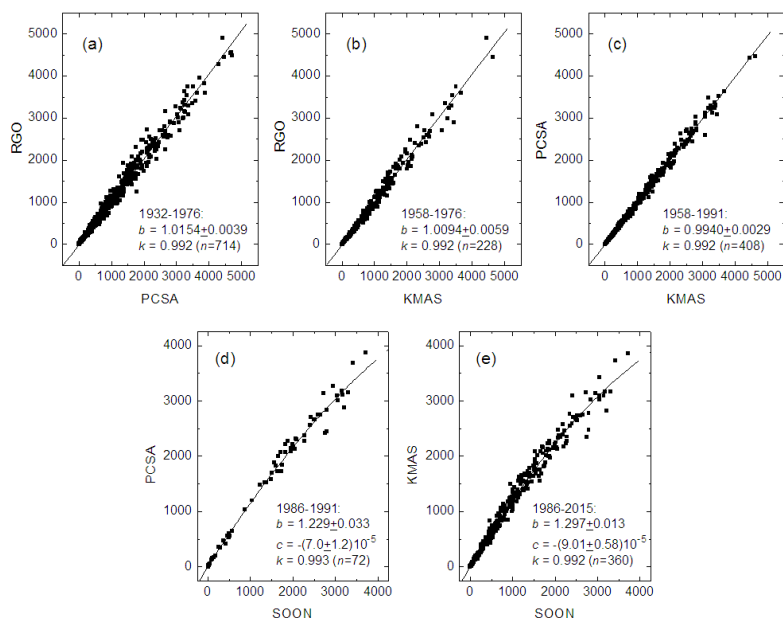 (a)
5000
4000
3000
2000
1000
0
RGO
1932-1976:
b = 1.0154±0.0039
k = 0.992 (n=714)
0 1000 2000 3000 4000 5000
PCSA
(b)
5000
4000
3000
2000
1000
0
RGO
1958-1976:
b = 1.0094±0.0059
k = 0.992 (n=228)
0 1000 2000 3000 4000 5000
KMAS
(c)
5000
4000
3000
2000
1000
0
PCSA
1958-1991:
b = 0.9940±0.0029
k = 0.992 (n=408)
0 1000 2000 3000 4000 5000
KMAS
(d)
4000
3000
2000
1000
0
PCSA
1986-1991:
b = 1.229±0.033
c = -(7.0±1.2)10-5
k = 0.993 (n=72)
0 1000 2000 3000 4000
SOON
(e)
4000
3000
2000
1000
0
KMAS
1986-2015:
b = 1.297±0.013
c = -(9.01±0.58)10-5
k = 0.992 (n=360)
0 1000 2000 3000 4000
SOON